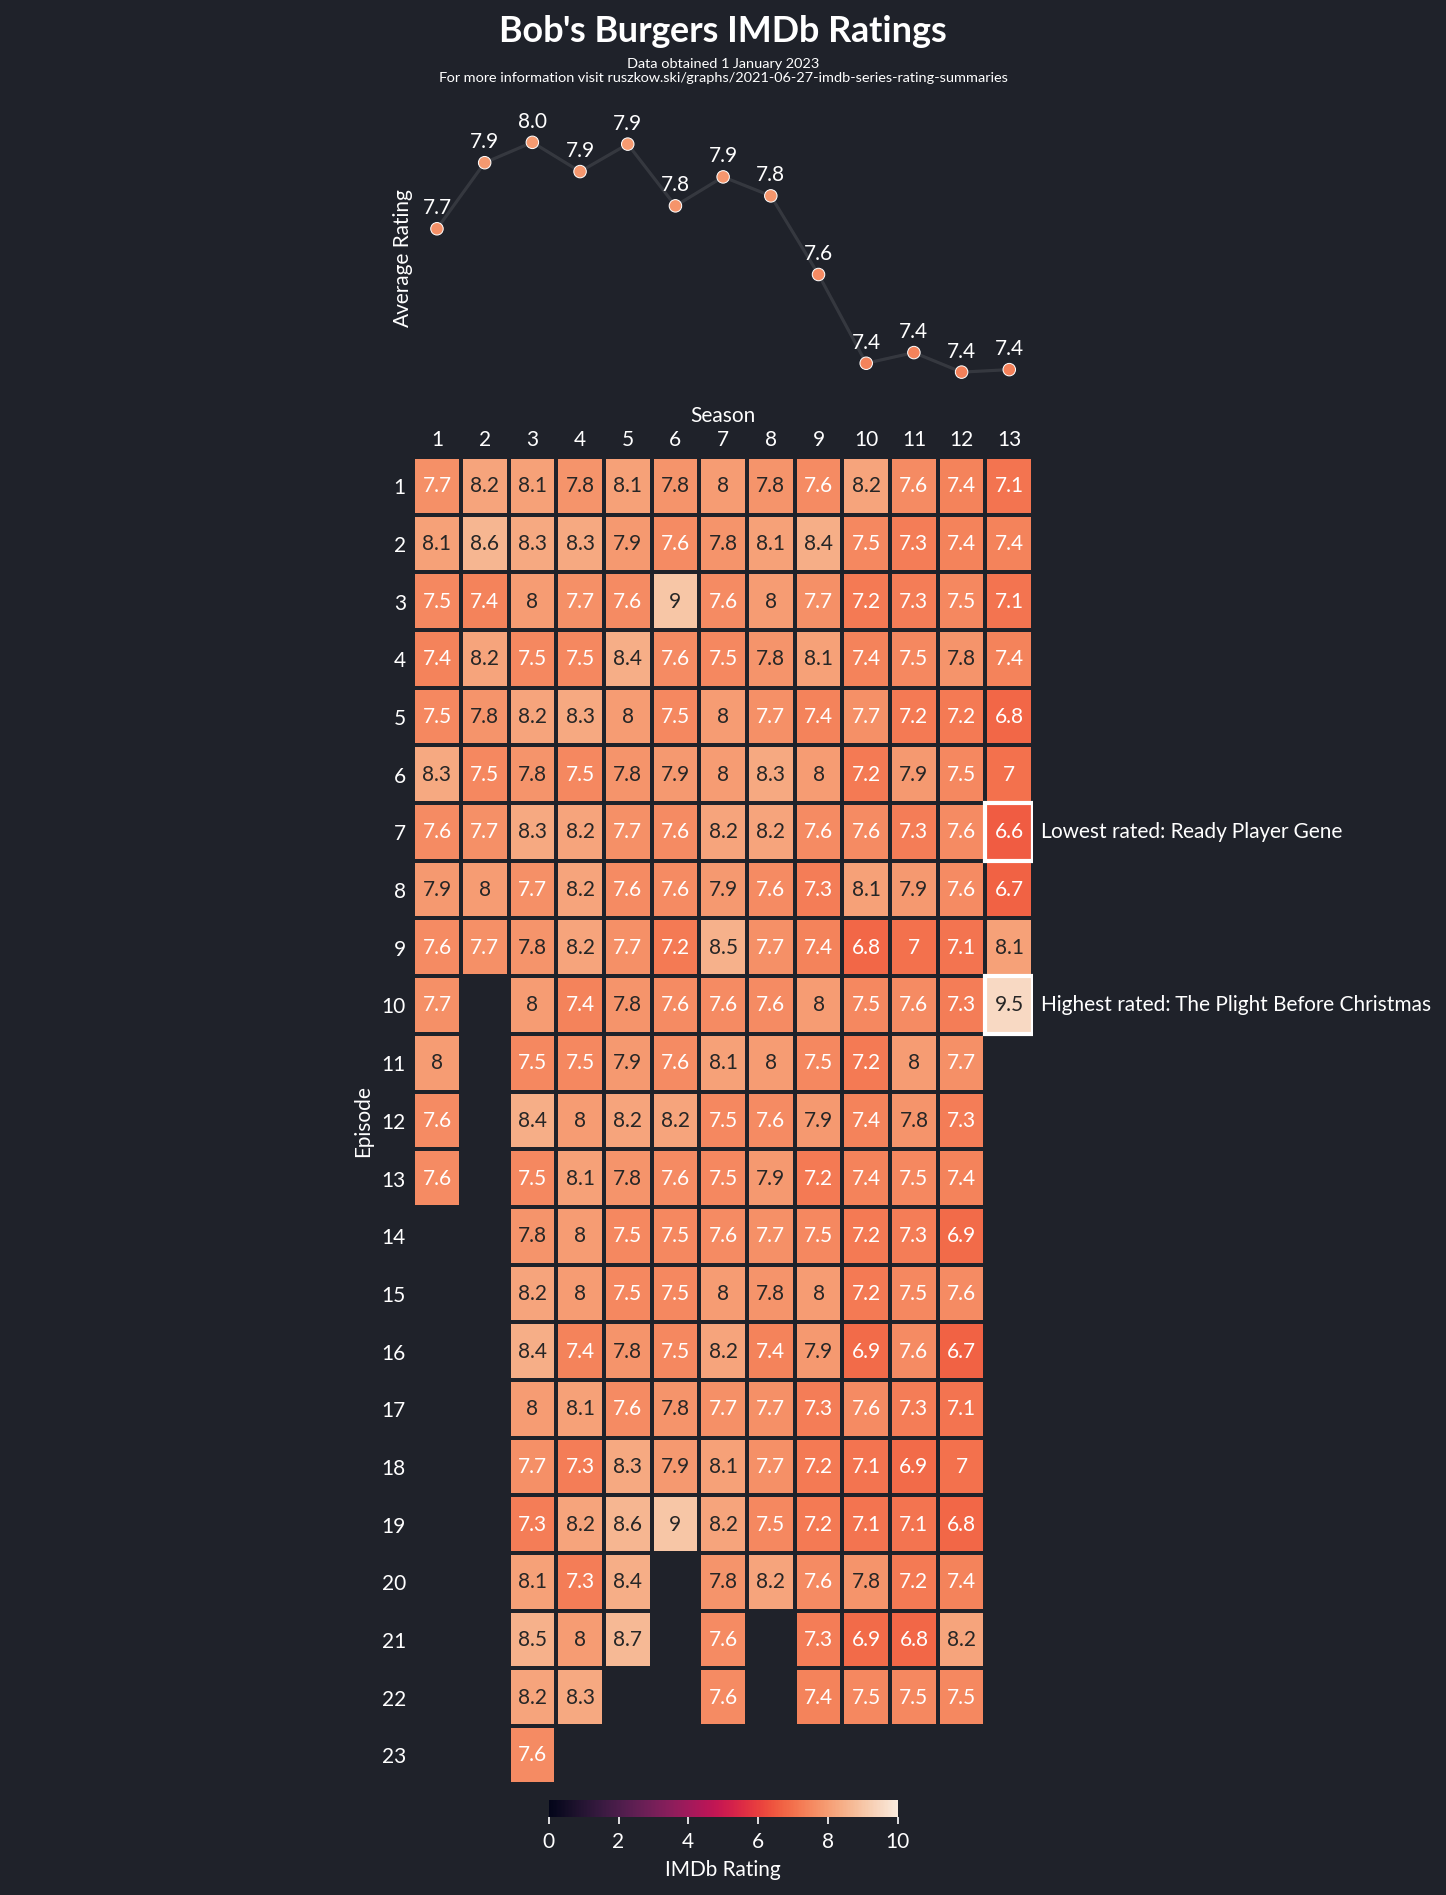 Bob's Burgers IMDb Ratings
Data obtained 1 January 2023
For more information visit ruszkow.ski/graphs/2021-06-27-imdb-series-rating-summaries
Average Rating
7.7 7.9 8.0 7.9 7.9 7.8 7.9 7.8 7.6 7.4 7.4 7.4 7.4
Season
1 2 3 4 5 6 7 8 9 10 11 12 13
Episode
1 7.7 8.2 8.1 7.8 8.1 7.8 8 7.8 7.6 8.2 7.6 7.4 7.1
2 8.1 8.6 8.3 8.3 7.9 7.6 7.8 8.1 8.4 7.5 7.3 7.4 7.4
3 7.5 7.4 8 7.7 7.6 9 7.6 8 7.7 7.2 7.3 7.5 7.1
4 7.4 8.2 7.5 7.5 8.4 7.6 7.5 7.8 8.1 7.4 7.5 7.8 7.4
5 7.5 7.8 8.2 8.3 8 7.5 8 7.7 7.4 7.7 7.2 7.2 6.8
6 8.3 7.5 7.8 7.5 7.8 7.9 8 8.3 8 7.2 7.9 7.5 7
7 7.6 7.7 8.3 8.2 7.7 7.6 8.2 8.2 7.6 7.6 7.3 7.6 6.6 Lowest rated: Ready Player Gene
8 7.9 8 7.7 8.2 7.6 7.6 7.9 7.6 7.3 8.1 7.9 7.6 6.7
9 7.6 7.7 7.8 8.2 7.7 7.2 8.5 7.7 7.4 6.8 7 7.1 8.1
10 7.7 8 7.4 7.8 7.6 7.6 7.6 8 7.5 7.6 7.3 9.5 Highest rated: The Plight Before Christmas
11 8 7.5 7.5 7.9 7.6 8.1 8 7.5 7.2 8 7.7
12 7.6 8.4 8 8.2 8.2 7.5 7.6 7.9 7.4 7.8 7.3
13 7.6 7.5 8.1 7.8 7.6 7.5 7.9 7.2 7.4 7.5 7.4
14 7.8 8 7.5 7.5 7.6 7.7 7.5 7.2 7.3 6.9
15 8.2 8 7.5 7.5 8 7.8 8 7.2 7.5 7.6
16 8.4 7.4 7.8 7.5 8.2 7.4 7.9 6.9 7.6 6.7
17 8 8.1 7.6 7.8 7.7 7.7 7.3 7.6 7.3 7.1
18 7.7 7.3 8.3 7.9 8.1 7.7 7.2 7.1 6.9 7
19 7.3 8.2 8.6 9 8.2 7.5 7.2 7.1 7.1 6.8
20 8.1 7.3 8.4 7.8 8.2 7.6 7.8 7.2 7.4
21 8.5 8 8.7 7.6 7.3 6.9 6.8 8.2
22 8.2 8.3 7.6 7.4 7.5 7.5 7.5
23 7.6
0 2 4 6 8 10
IMDb Rating